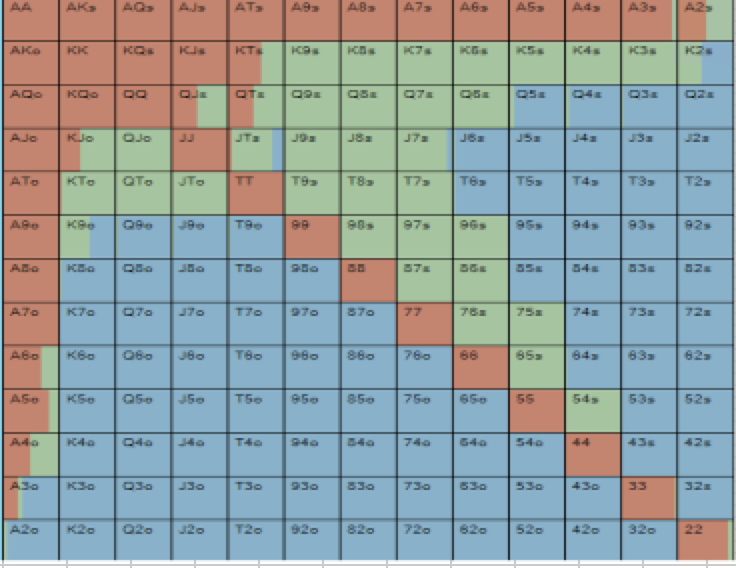 AA AKs AQs AJs ATs A9s A8s A7s A6s A5s A4s A3s A2s
AKo KK KQs KJs KTs K9s K8s K7s K6s K5s K4s K3s K2s
AQo KQo QQ QJs QTs Q9s Q8s Q7s Q6s Q5s Q4s Q3s Q2s
AJo KJo QJo JJ JTs J9s J8s J7s J6s J5s J4s J3s J2s
ATo KTo QTo JTo TT T9s T8s T7s T6s T5s T4s T3s T2s
A9o K9o Q9o J9o T9o 99 98s 97s 96s 95s 94s 93s 92s
A8o K8o Q8o J8o T8o 98o 88 87s 86s 85s 84s 83s 82s
A7o K7o Q7o J7o T7o 97o 87o 77 76s 75s 74s 73s 72s
A6o K6o Q6o J6o T6o 96o 86o 76o 66 65s 64s 63s 62s
A5o K5o Q5o J5o T5o 95o 85o 75o 65o 55 54s 53s 52s
A4o K4o Q4o J4o T4o 94o 84o 74o 64o 54o 44 43s 42s
A3o K3o Q3o J3o T3o 93o 83o 73o 63o 53o 43o 33 32s
A2o K2o Q2o J2o T2o 92o 82o 72o 62o 52o 42o 32o 22